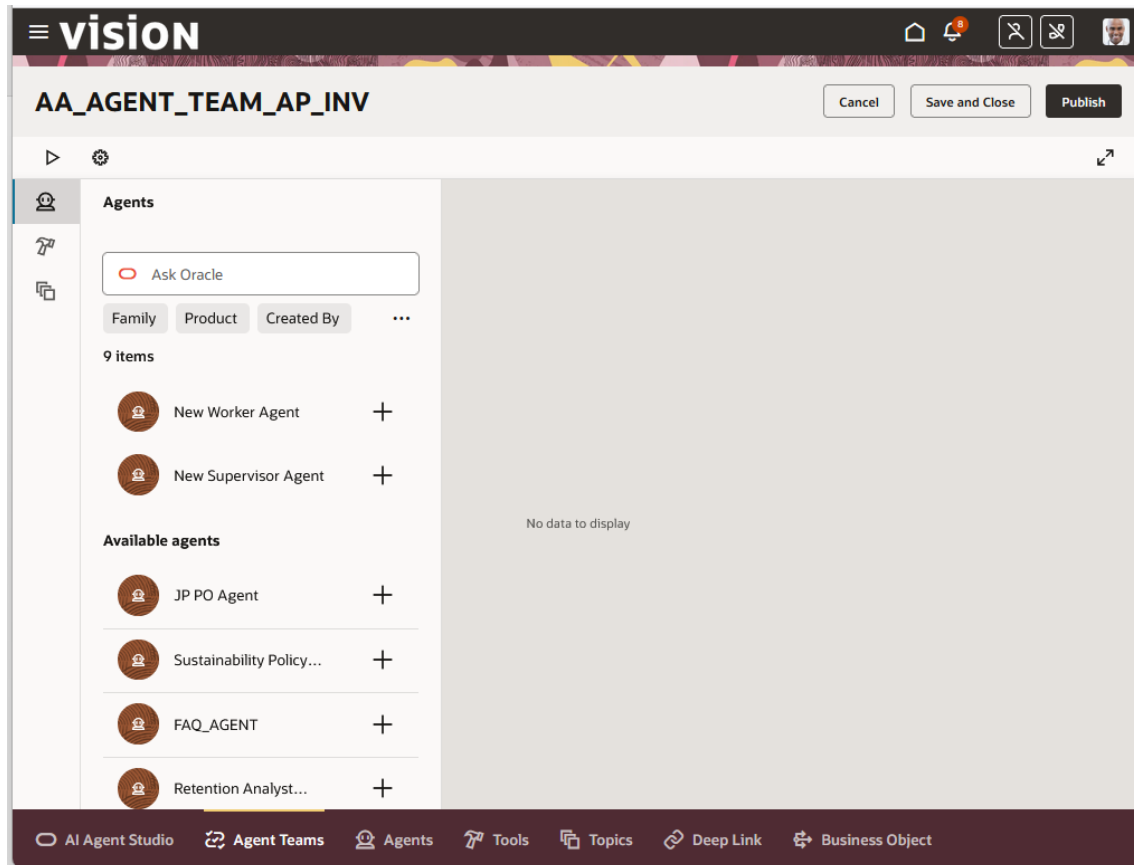 vision
8
AA_AGENT_TEAM_AP_INV
Cancel
Save and Close
Publish
Agents
Ask Oracle
Family
Product
Created By
9 items
New Worker Agent
New Supervisor Agent
Available agents
JP PO Agent
Sustainability Policy...
FAQ_AGENT
Retention Analyst...
No data to display
AI Agent Studio
Agent Teams
Agents
Tools
Topics
Deep Link
Business Object